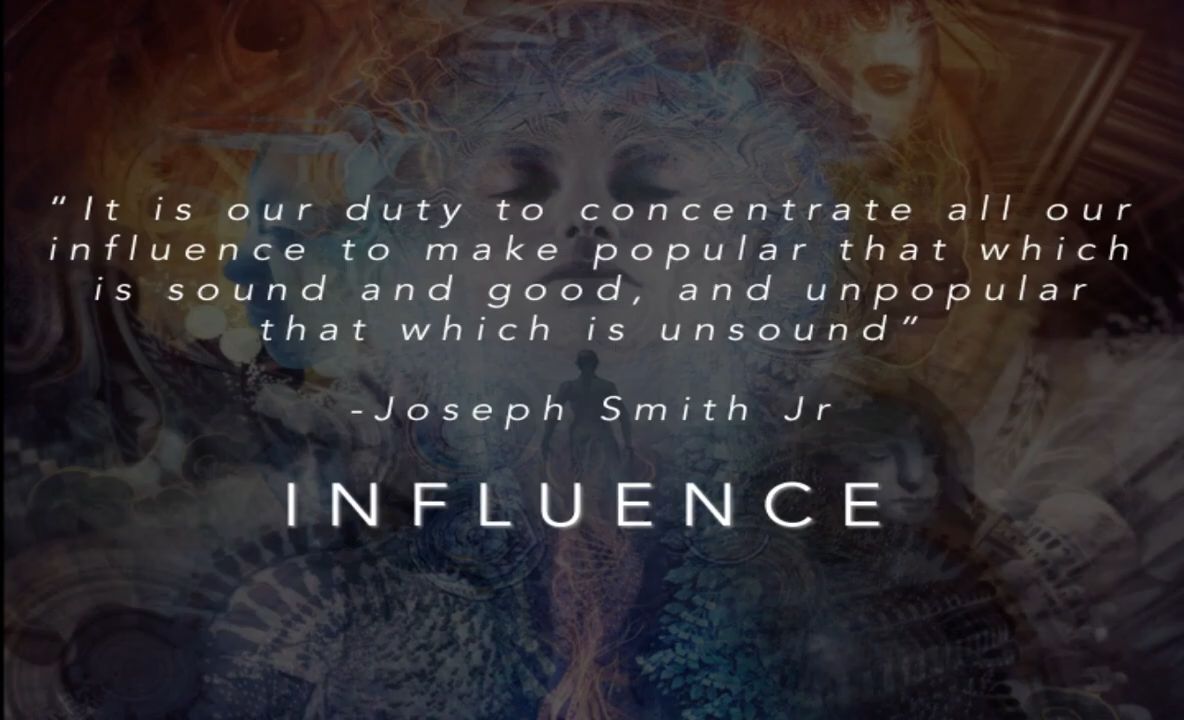 “It is our duty to concentrate all our
influence to make popular that which
is sound and good, and unpopular
that which is unsound”
-Joseph Smith Jr
INFLUENCE